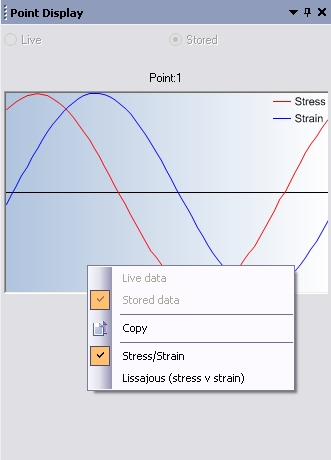 Point Display
Live
Stored
Point:1
Stress
Strain
Live data
Stored data
Copy
Stress/Strain
Lissajous (stress v strain)